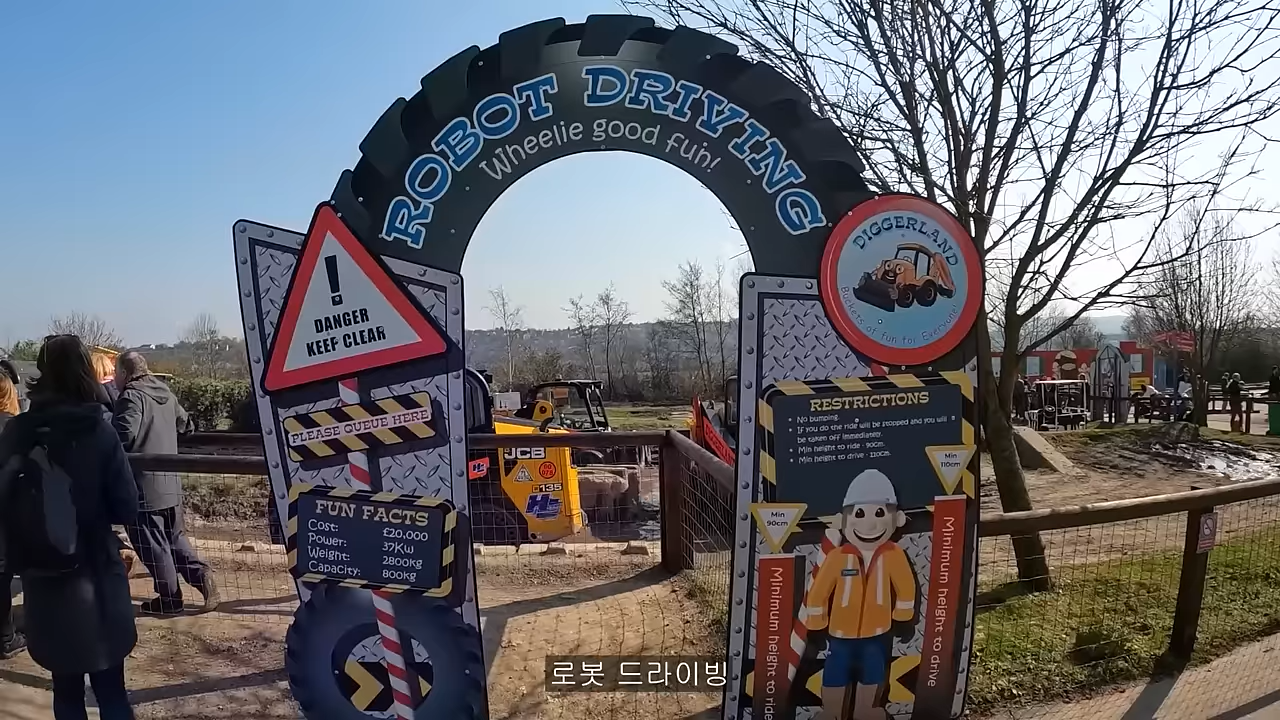 ROBOT DRIVING
Wheelie good fun!
DANGER
KEEP CLEAR
PLEASE QUEUE HERE
FUN FACTS
Cost: £20,000
Power: 37Kw
Weight: 2800kg
Capacity: 800kg
DIGGERLAND
Buckets of fun for Everyone!
RESTRICTIONS
• No bumping.
• If you do the ride will be stopped and you will be taken off immediately.
• Min height to ride - 90cm.
• Min height to drive - 110cm.
Min
110cm
Min
90cm
Minimum height to ride
Minimum height to drive
JCB
135
로봇 드라이빙